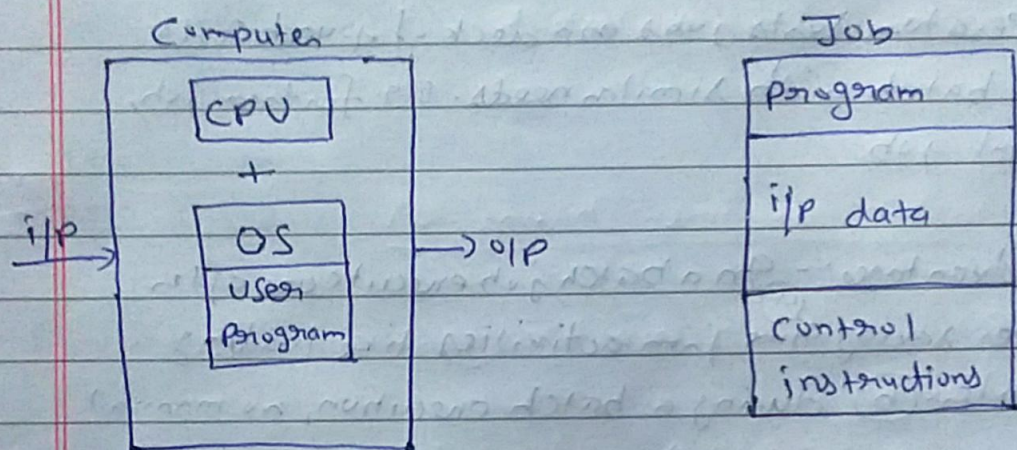 Computer
CPU
+
OS
user
program
i/p
O/P
Job
program
i/p data
control
instructions